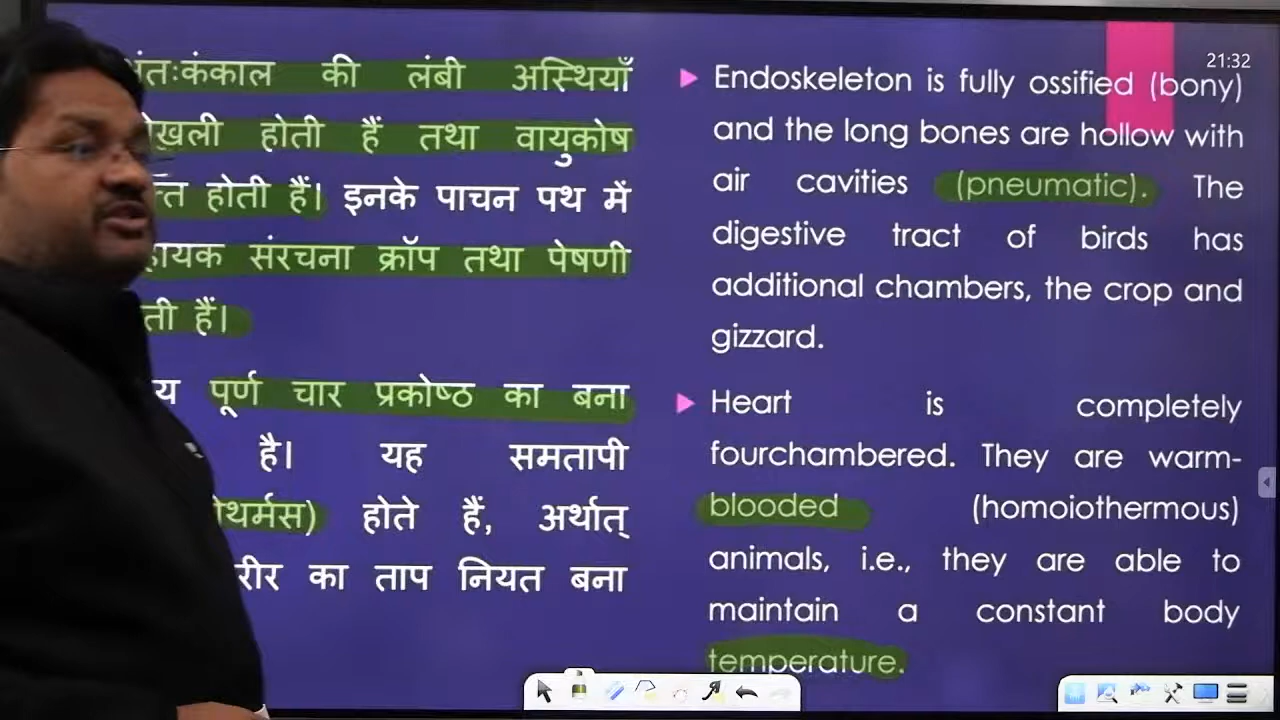 अंतःकंकाल की लंबी अस्थियाँ
होती हैं तथा वायुकोष
होती हैं। इनके पाचन पथ में
संरचना क्रॉप तथा पेषणी
हैं।
पूर्ण चार प्रकोष्ठ का बना
है। यह समतापी
होते हैं, अर्थात्
का ताप नियत बना
21:32
Endoskeleton is fully ossified (bony)
and the long bones are hollow with
air cavities (pneumatic). The
digestive tract of birds has
additional chambers, the crop and
gizzard.
Heart is completely
fourchambered. They are warm-
blooded (homoiothermous)
animals, i.e., they are able to
maintain a constant body
temperature.